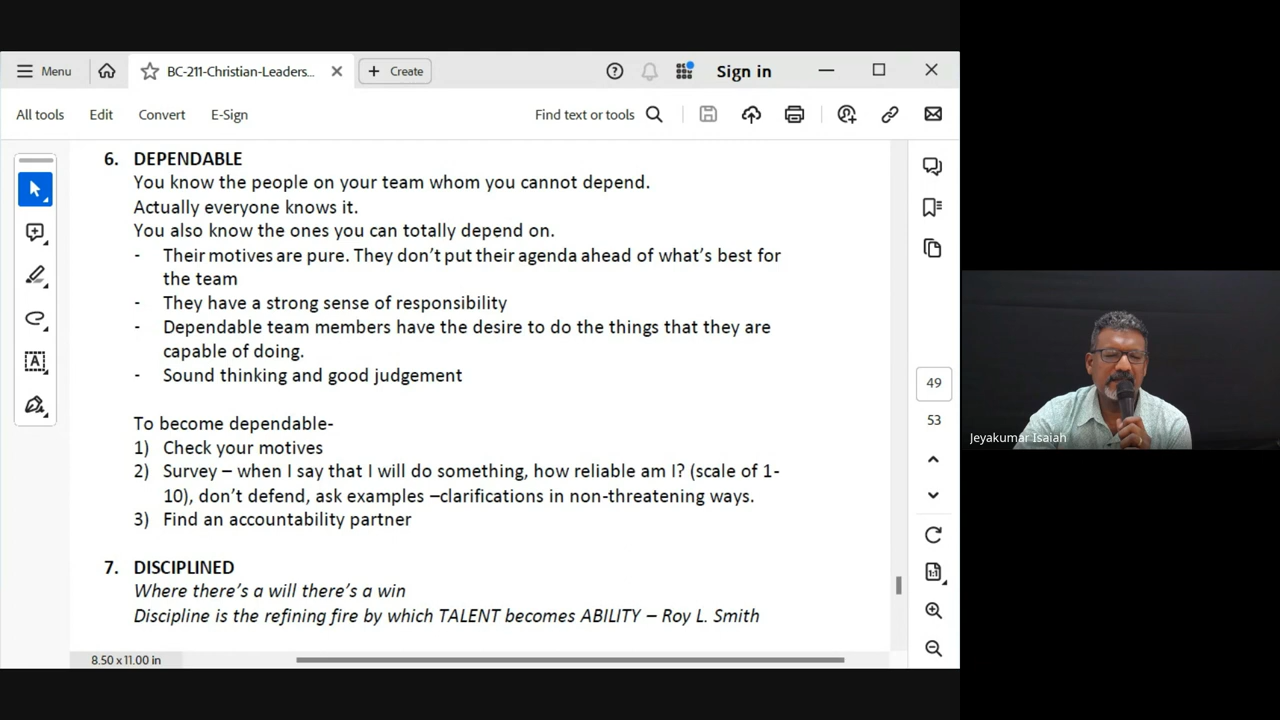 Menu
BC-211-Christian-Leaders...
Create
Sign in
All tools
Edit
Convert
E-Sign
Find text or tools
6. DEPENDABLE
You know the people on your team whom you cannot depend.
Actually everyone knows it.
You also know the ones you can totally depend on.
- Their motives are pure. They don’t put their agenda ahead of what’s best for
the team
- They have a strong sense of responsibility
- Dependable team members have the desire to do the things that they are
capable of doing.
- Sound thinking and good judgement
To become dependable-
1) Check your motives
2) Survey – when I say that I will do something, how reliable am I? (scale of 1-
10), don’t defend, ask examples –clarifications in non-threatening ways.
3) Find an accountability partner
7. DISCIPLINED
Where there’s a will there’s a win
Discipline is the refining fire by which TALENT becomes ABILITY – Roy L. Smith
8.50 x 11.00 in
49
53
1:1
Jeyakumar Isaiah